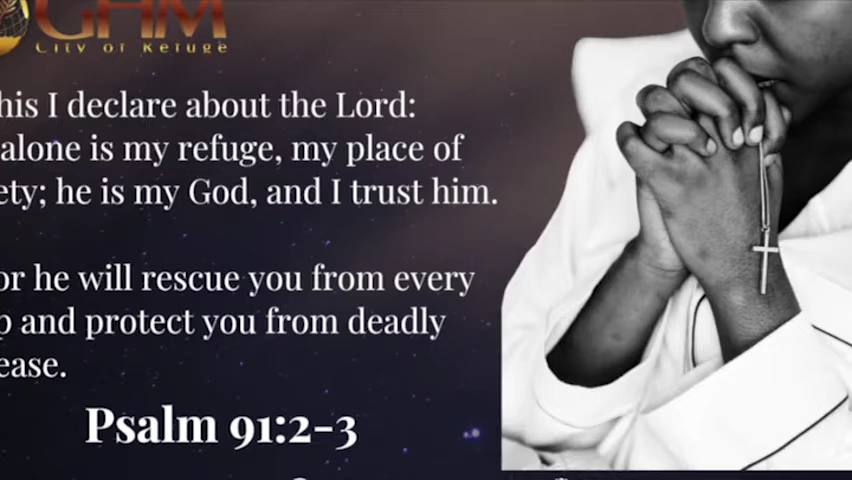 GHM
City of Refuge
his I declare about the Lord:
alone is my refuge, my place of
ety; he is my God, and I trust him.
or he will rescue you from every
p and protect you from deadly
ease.
Psalm 91:2-3